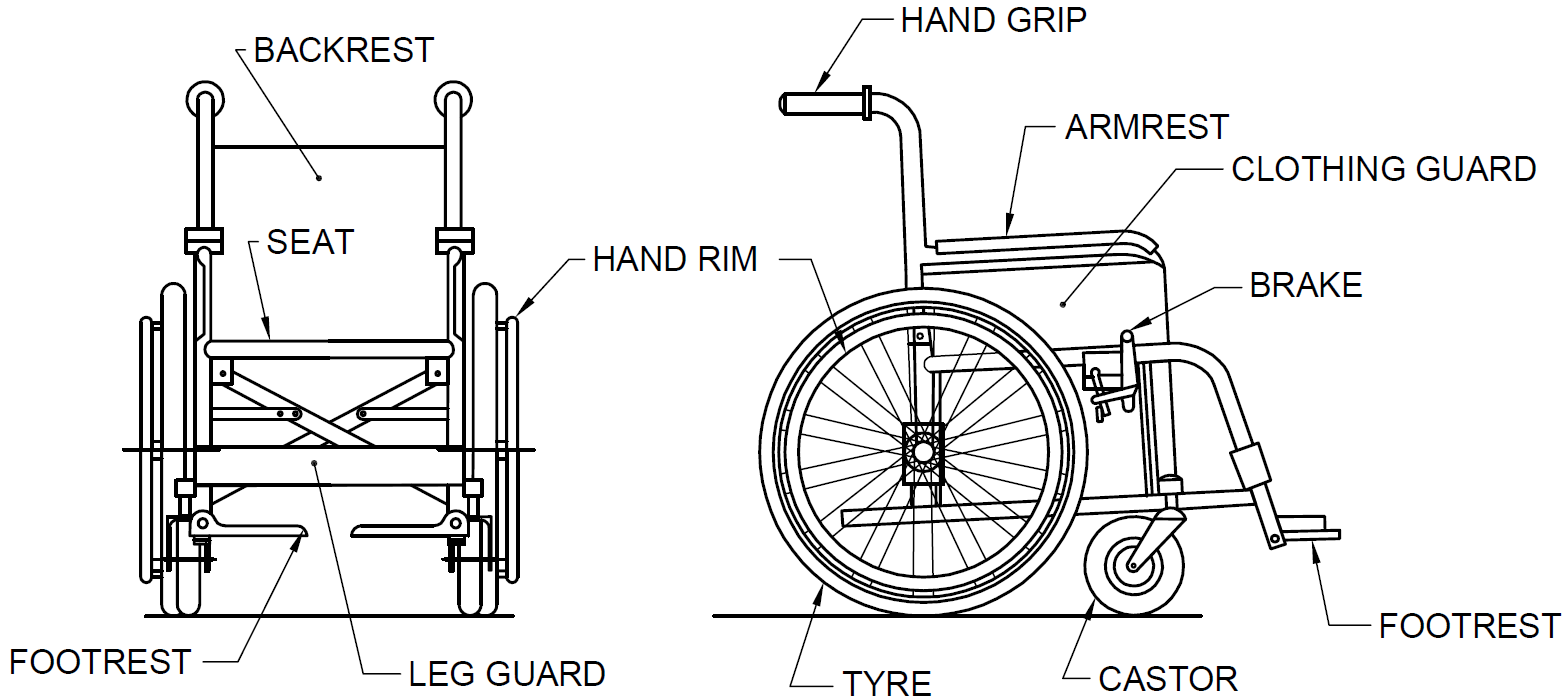 BACKREST
SEAT
HAND RIM
FOOTREST
LEG GUARD
HAND GRIP
ARMREST
CLOTHING GUARD
BRAKE
FOOTREST
CASTOR
TYRE